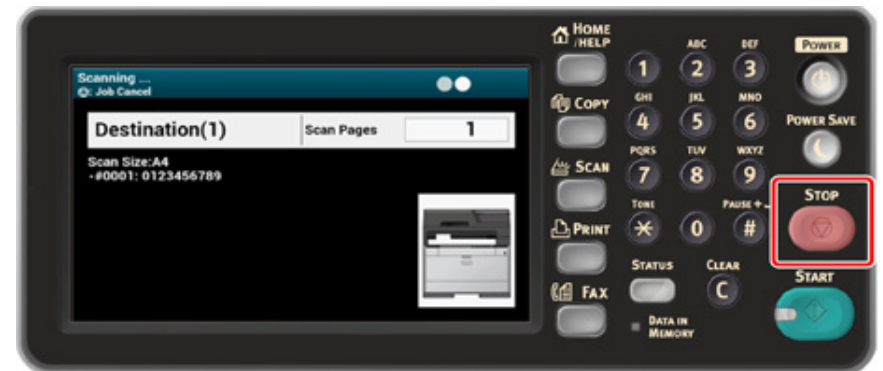 Scanning ....
: Job Cancel
Destination(1)
Scan Pages
1
Scan Size:A4
-#0001: 0123456789
HOME
/HELP
COPY
SCAN
PRINT
FAX
ABC
DEF
1
2
3
GHI
JKL
MNO
4
5
6
PQRS
TUV
WXYZ
7
8
9
TONE
PAUSE + -
0
#
STATUS
CLEAR
C
DATA IN
MEMORY
POWER
POWER SAVE
STOP
START